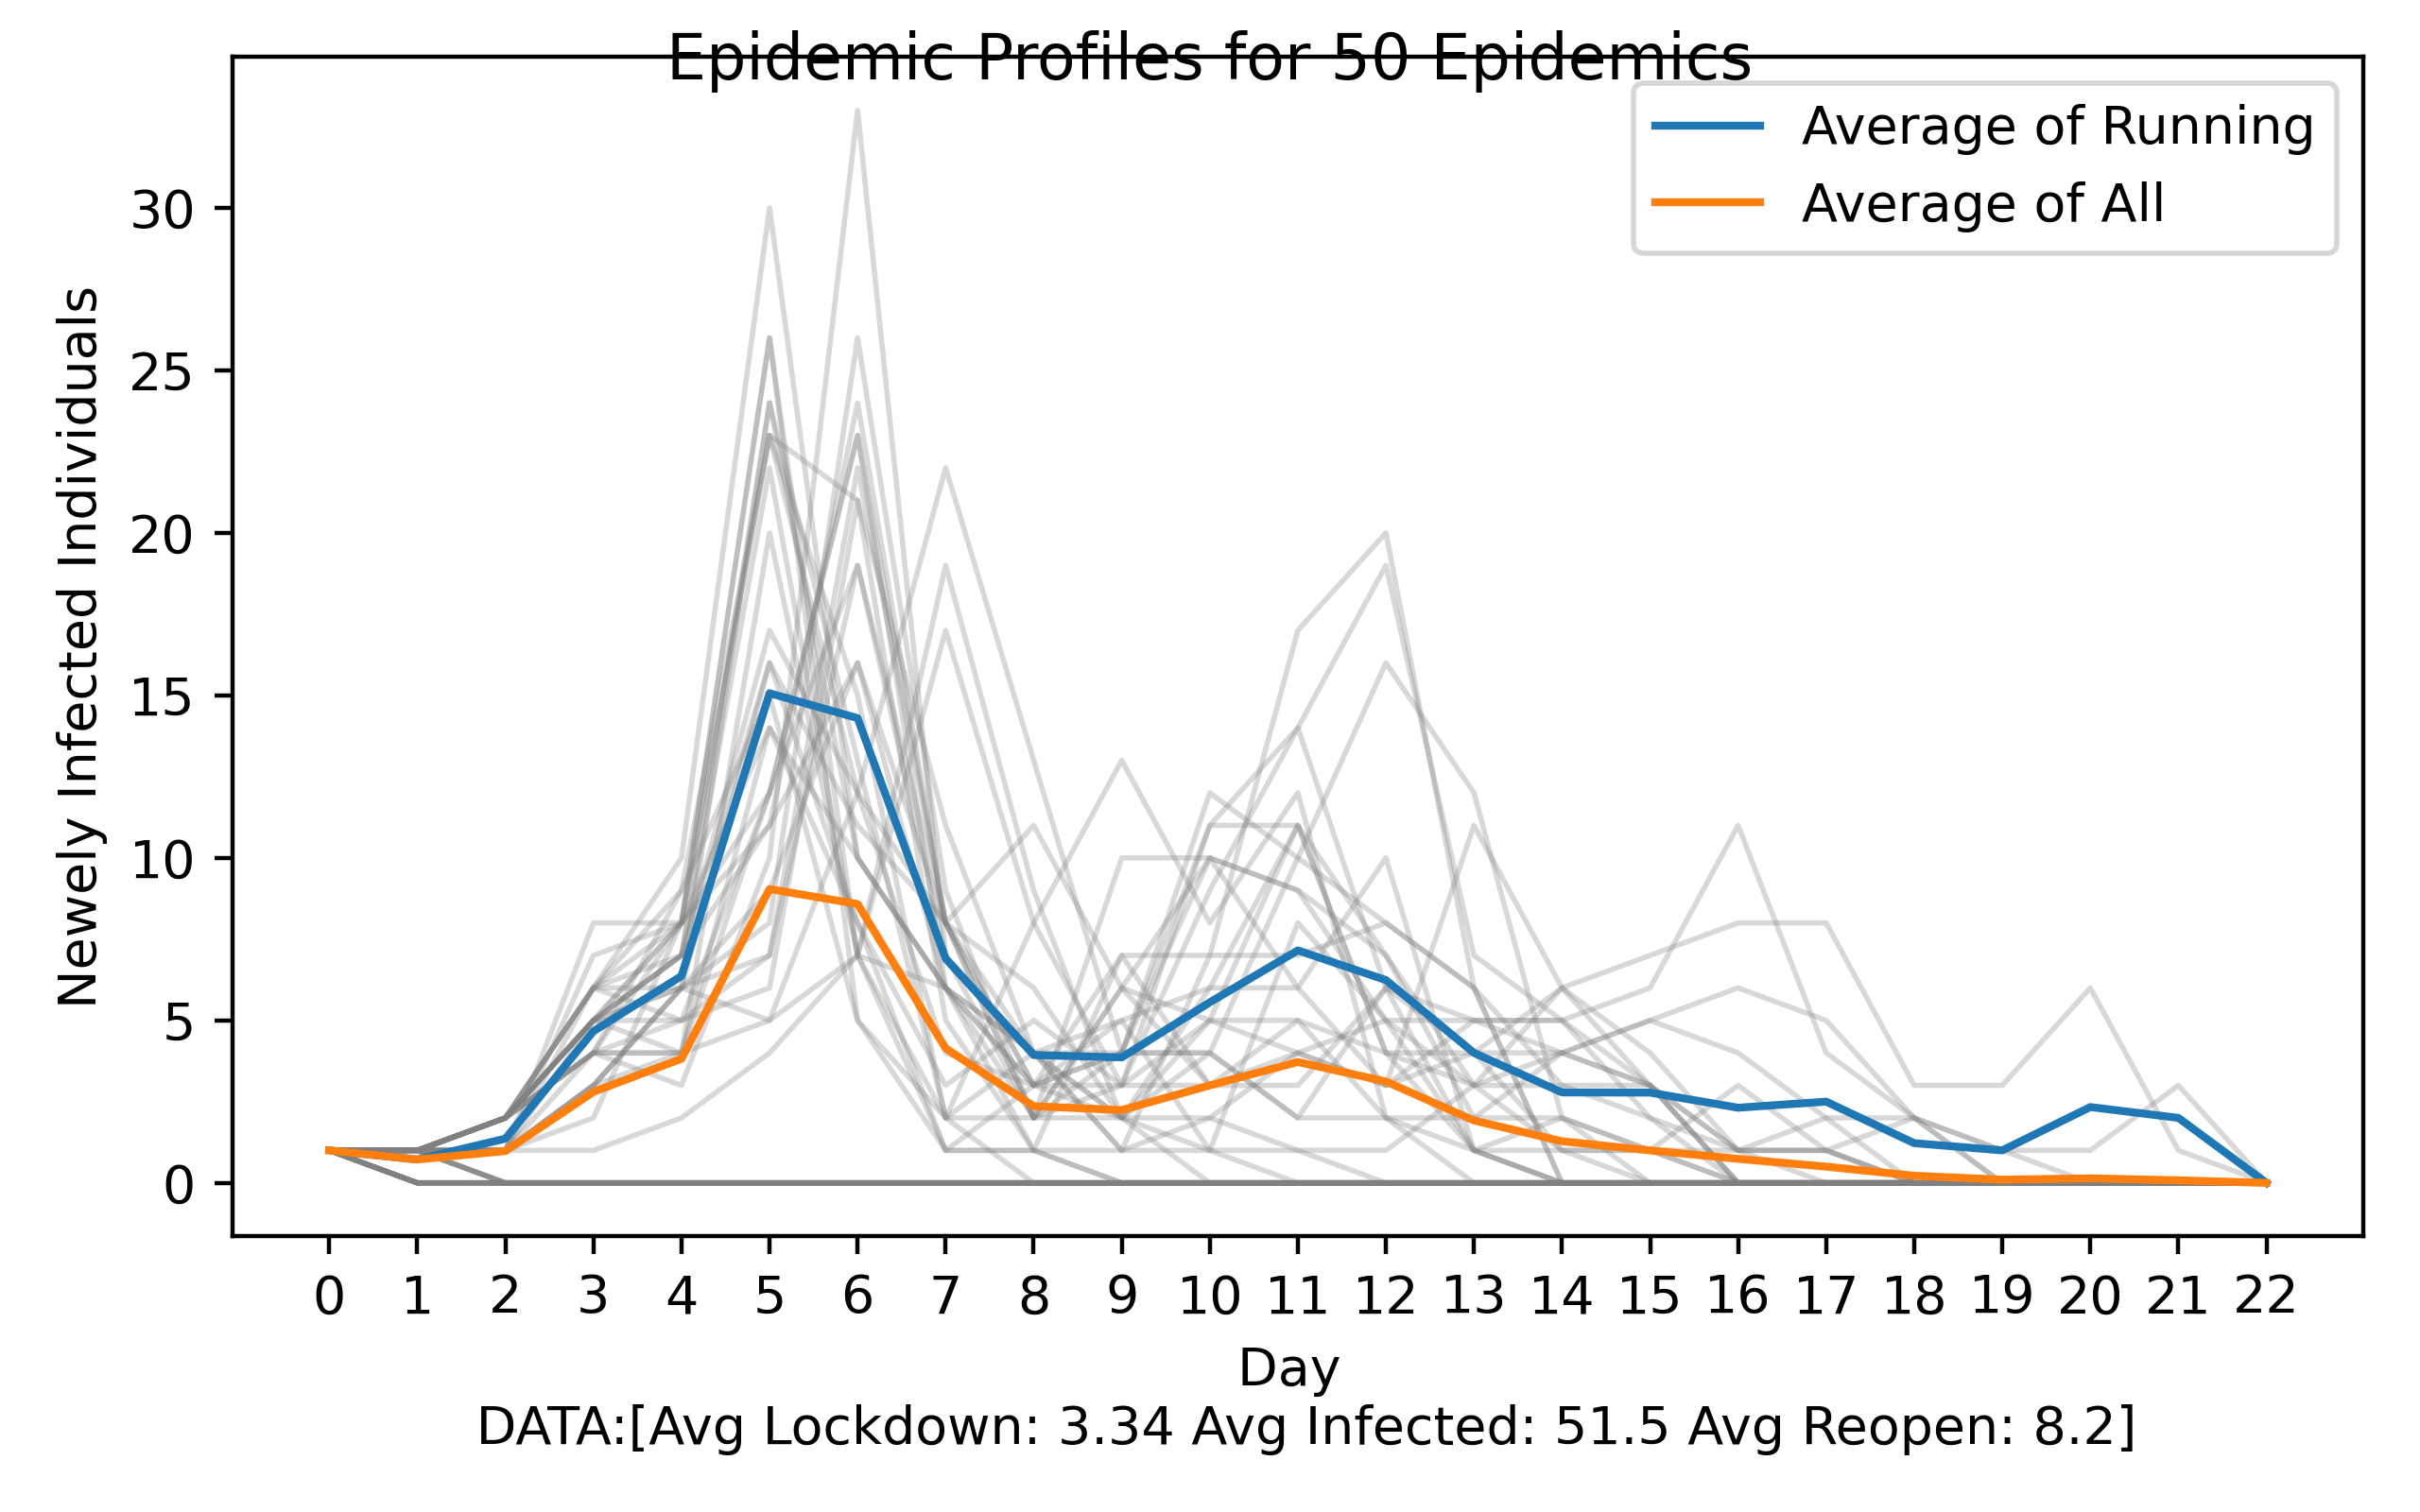 Epidemic Profiles for 50 Epidemics
Average of Running
Average of All
Newely Infected Individuals
30
25
20
15
10
5
0
0 1 2 3 4 5 6 7 8 9 10 11 12 13 14 15 16 17 18 19 20 21 22
Day
DATA:[Avg Lockdown: 3.34 Avg Infected: 51.5 Avg Reopen: 8.2]